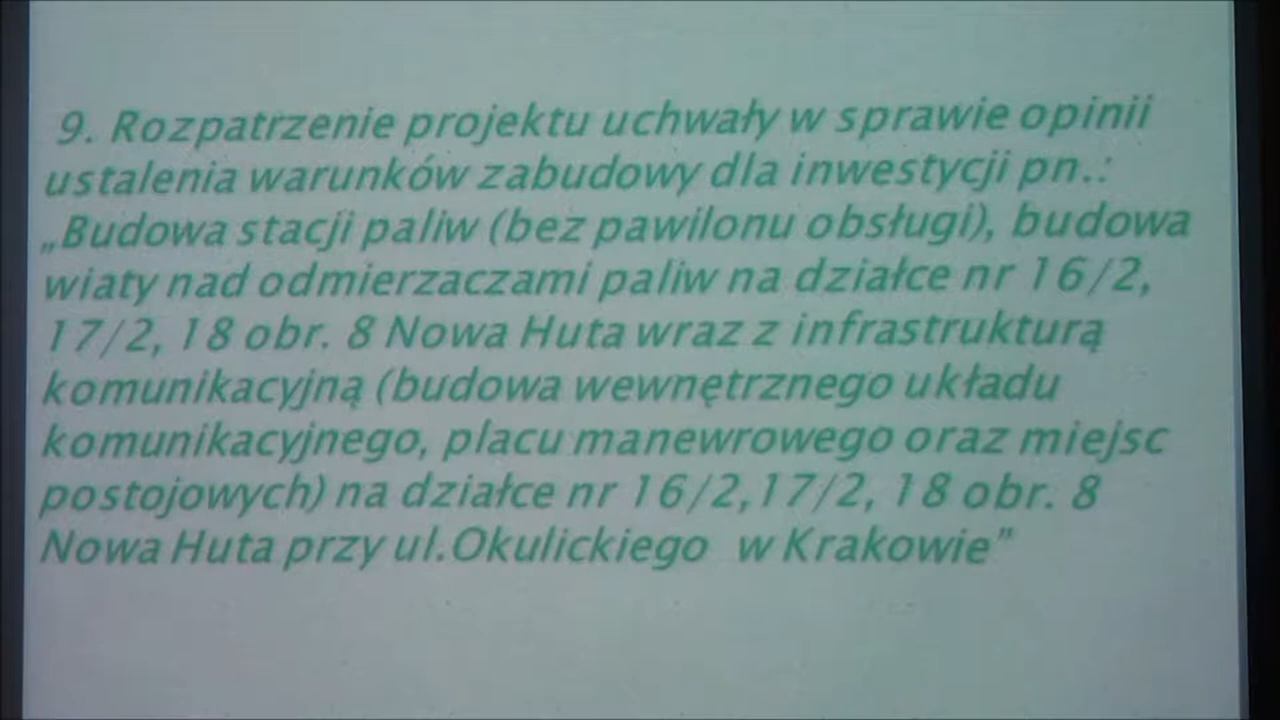 9. Rozpatrzenie projektu uchwały w sprawie opinii
ustalenia warunków zabudowy dla inwestycji pn.:
„Budowa stacji paliw (bez pawilonu obsługi), budowa
wiaty nad odmierzaczami paliw na działce nr 16/2,
17/2, 18 obr. 8 Nowa Huta wraz z infrastrukturą
komunikacyjną (budowa wewnętrznego układu
komunikacyjnego, placu manewrowego oraz miejsc
postojowych) na działce nr 16/2,17/2, 18 obr. 8
Nowa Huta przy ul.Okulickiego w Krakowie”